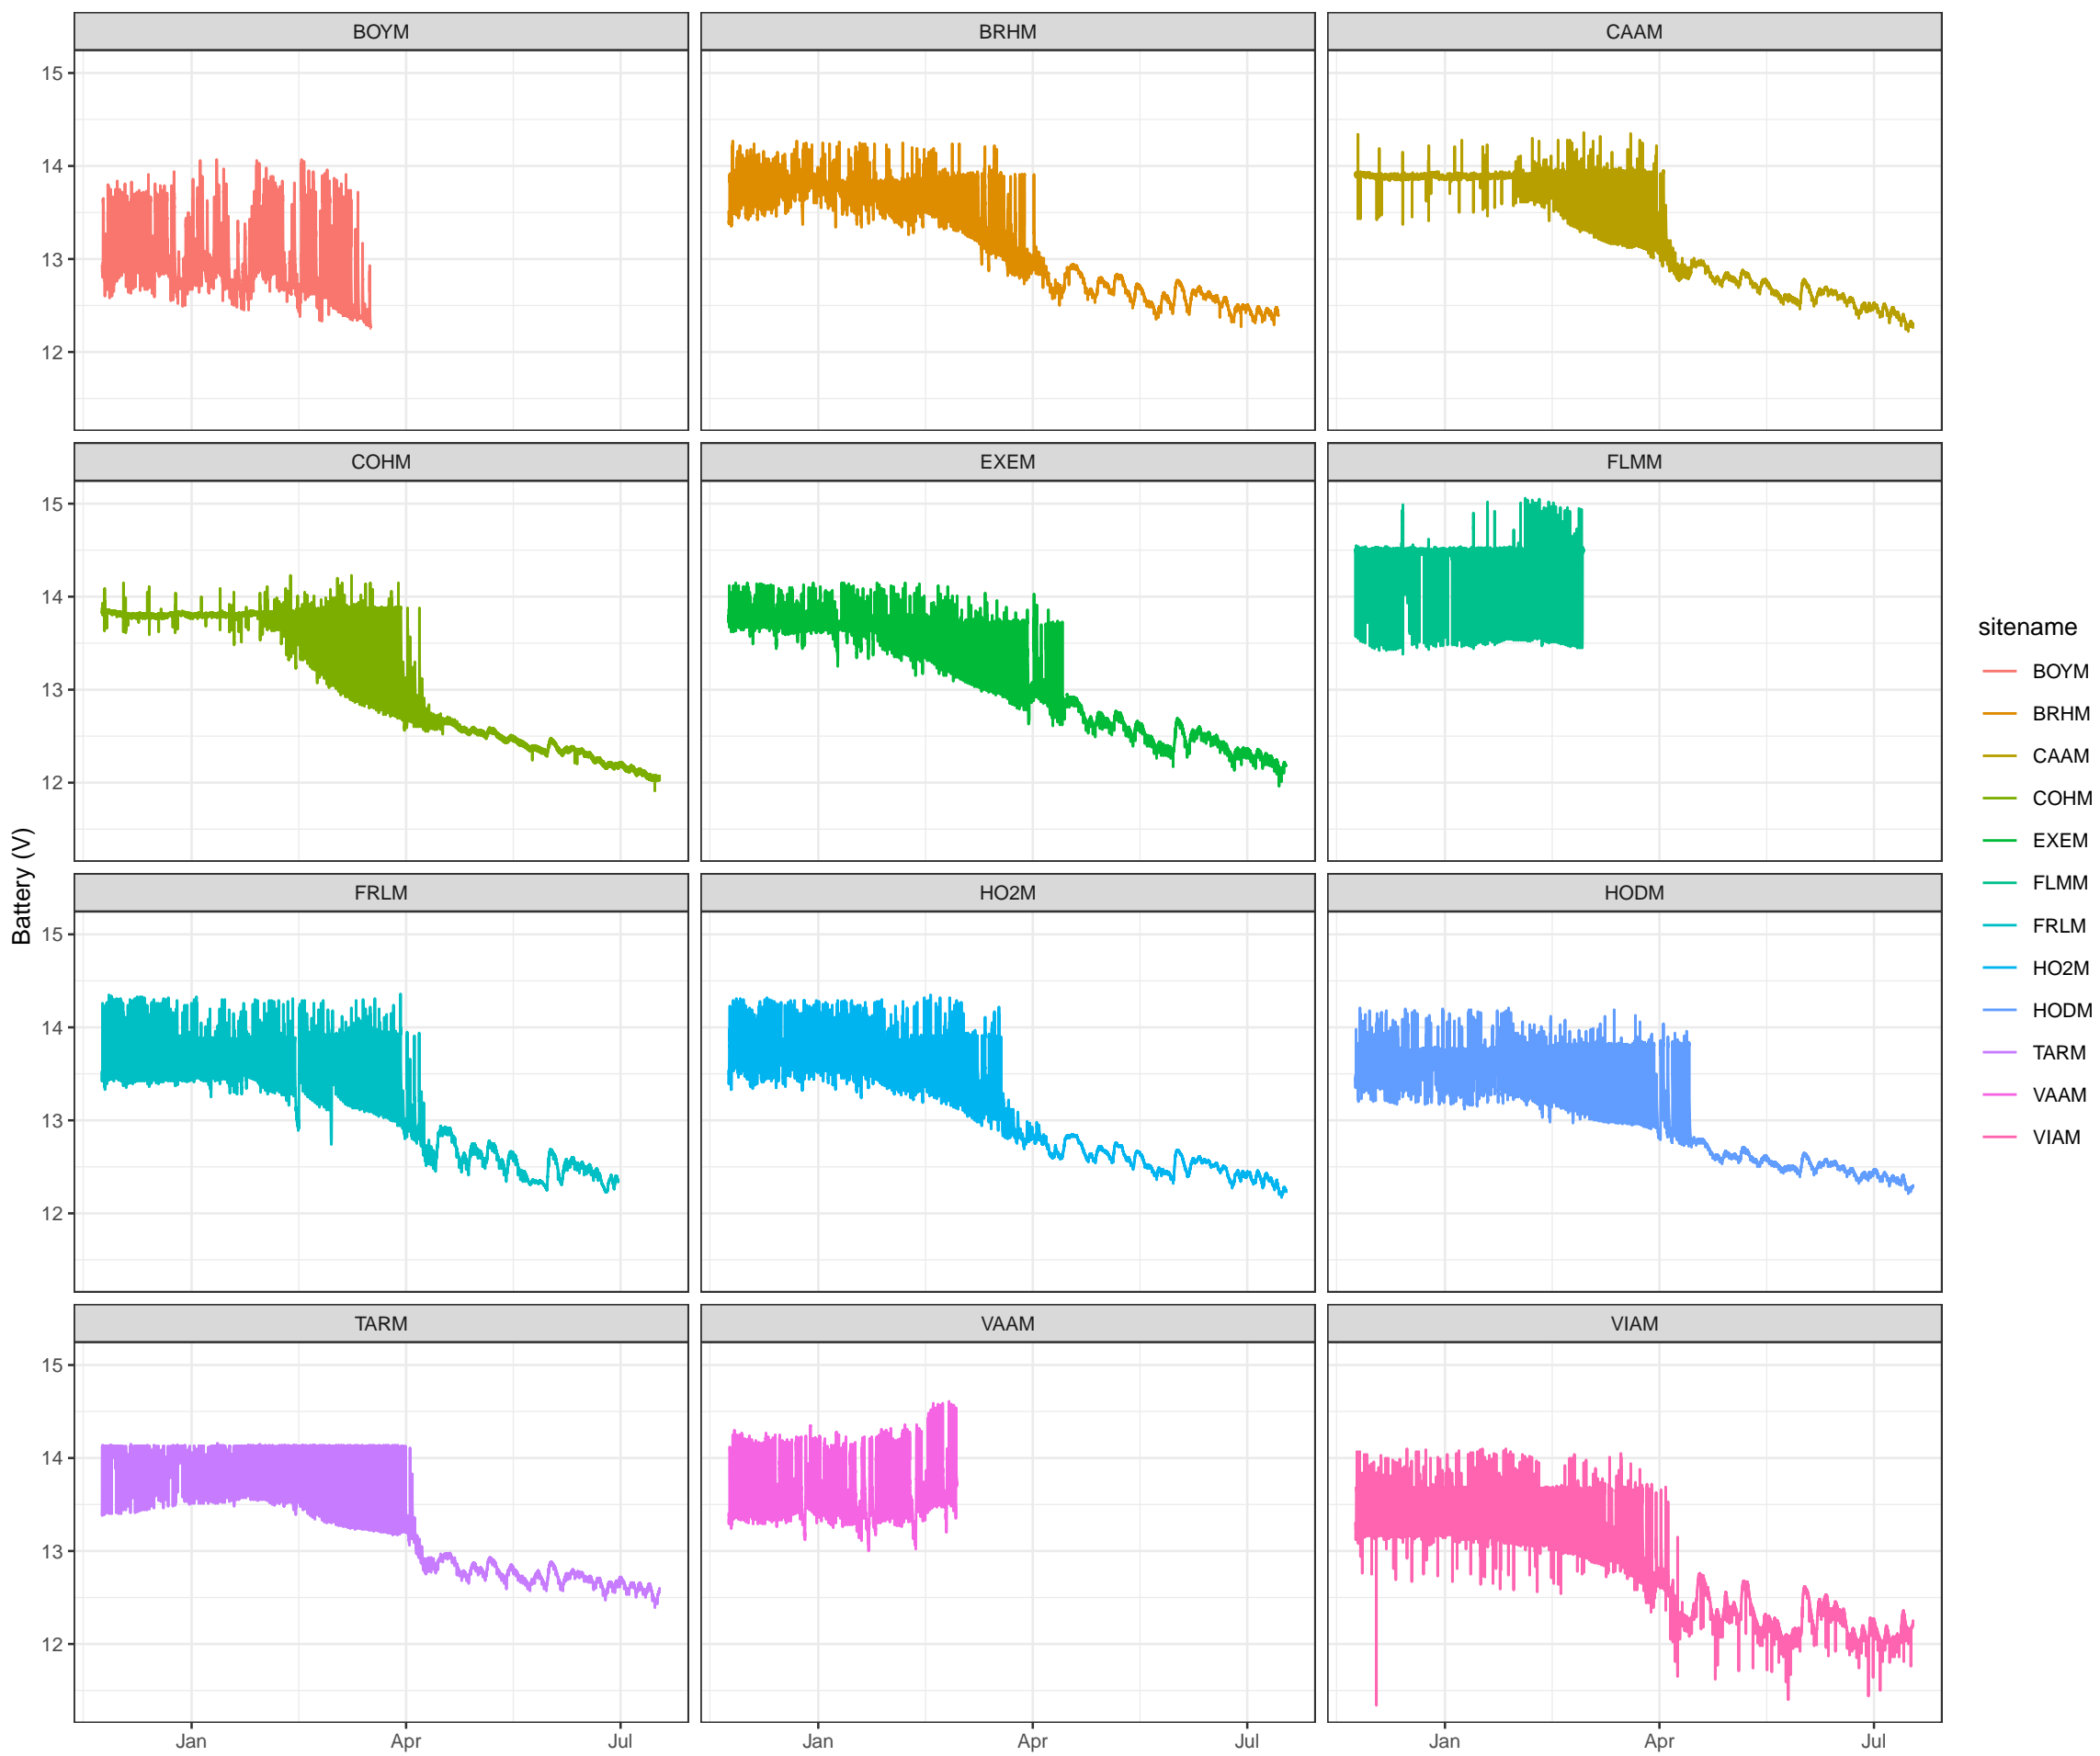 BOYM BRHM CAAM
15
14
13
12
COHM EXEM FLMM
15
14
13
12
FRLM HO2M HODM
15
14
13
12
TARM VAAM VIAM
15
14
13
12
Jan Apr Jul Jan Apr Jul Jan Apr Jul
Battery (V)
sitename
BOYM
BRHM
CAAM
COHM
EXEM
FLMM
FRLM
HO2M
HODM
TARM
VAAM
VIAM